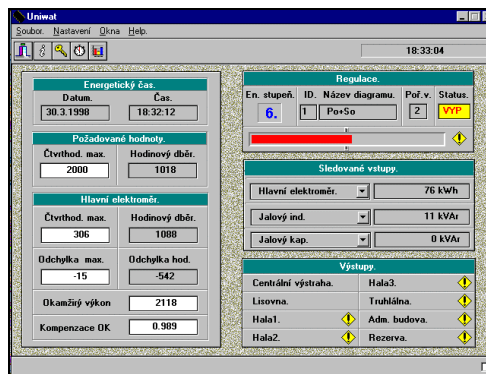 Uniwat
Soubor. Nastavení Okna Help.
18:33:04
Energetický čas.
Datum. Čas.
30.3.1998 18:32:12
Požadované hodnoty.
Čtvrthod. max. Hodinový dběr.
2000 1018
Hlavní elektroměr.
Čtvrthod. max. Hodinový dběr.
306 1088
Odchylka max. Odchylka hod.
-15 -542
Okamžirý výkon 2118
Kompenzace OK 0.989
Regulace.
En. stupeň. ID. Název diagramu. Poř.v. Status.
6. 1 Po+So 2 VYP
Sledované vstupy.
Hlavní elektroměr. 76 kWh
Jalový ind. 11 kVAr
Jalový kap. 0 kVAr
Výstupy.
Centrální výstraha. Hala3.
Lisovna. Truhlálna.
Hala1. Adm. budova.
Hala2. Rezerva.